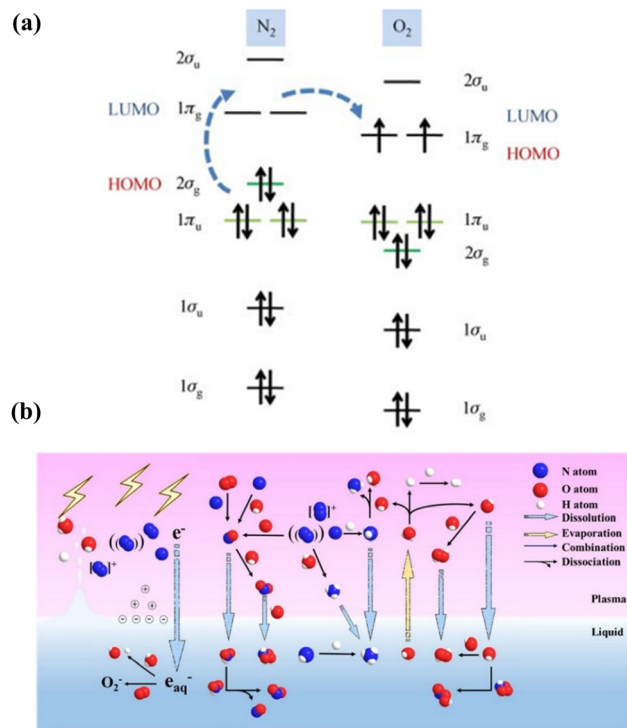 (a)
N₂ O₂
2σᵤ
2σᵤ
LUMO 1πg
LUMO
1πg
HOMO
HOMO 2σg
1πᵤ
1πᵤ
2σg
1σᵤ
1σᵤ
1σg
1σg
(b)
N atom
O atom
H atom
Dissolution
Evaporation
Combination
Dissociation
e⁻
(( ))
[ ]⁺
(( ))
[ ]⁺
+
+ +
− − − −
Plasma
Liquid
O₂⁻
eaq⁻